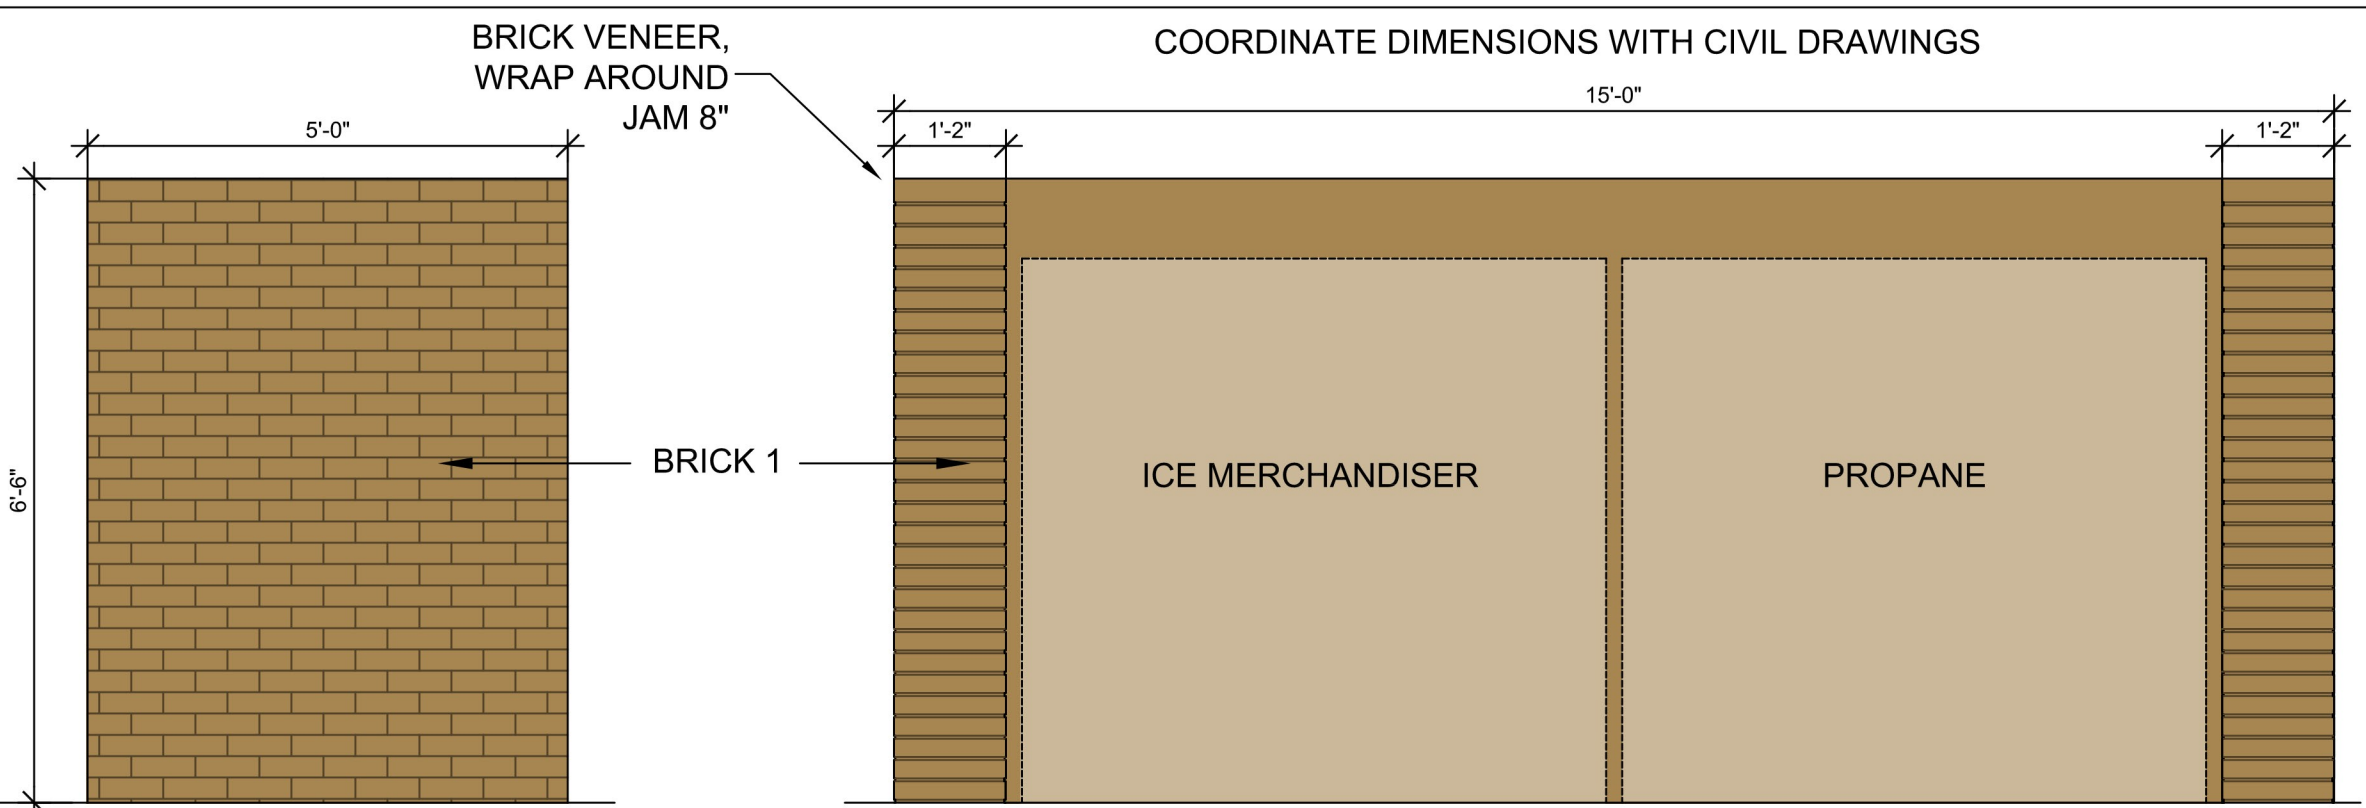 BRICK VENEER,
WRAP AROUND
JAM 8"
COORDINATE DIMENSIONS WITH CIVIL DRAWINGS
15'-0"
5'-0"
1'-2"
1'-2"
6'-6"
BRICK 1
ICE MERCHANDISER
PROPANE